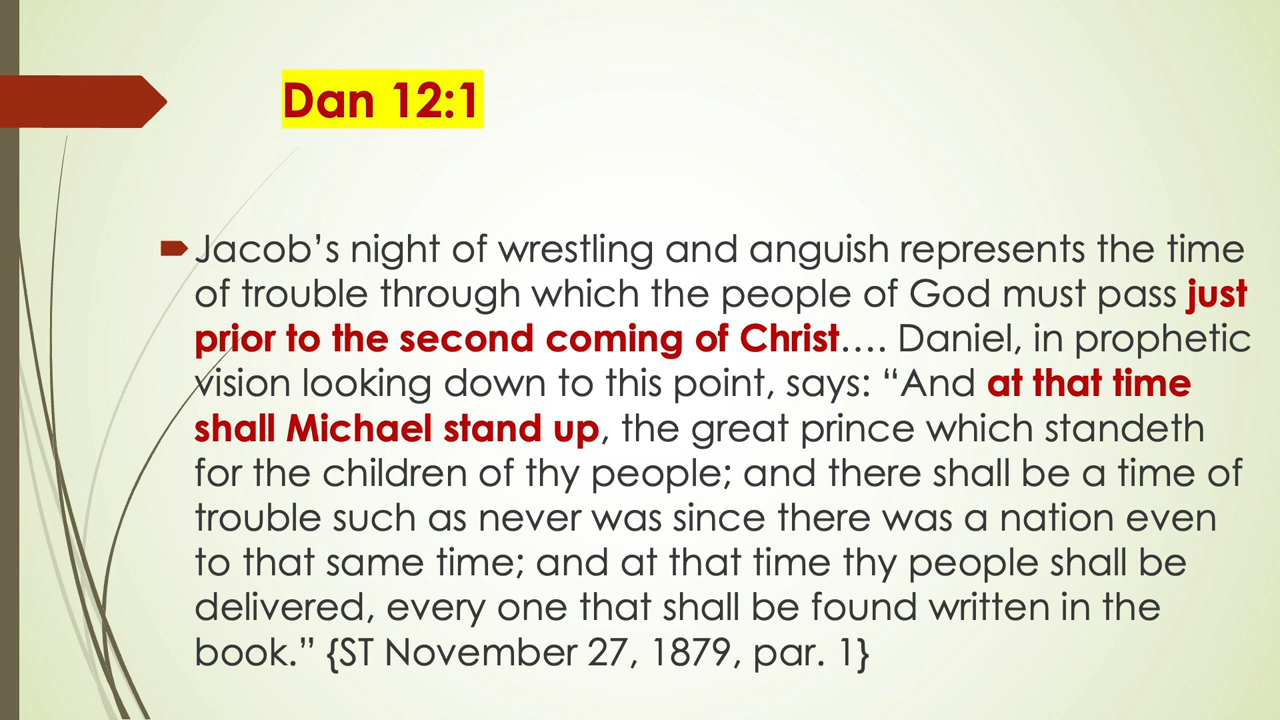 Dan 12:1
Jacob’s night of wrestling and anguish represents the time
of trouble through which the people of God must pass just
prior to the second coming of Christ…. Daniel, in prophetic
vision looking down to this point, says: “And at that time
shall Michael stand up, the great prince which standeth
for the children of thy people; and there shall be a time of
trouble such as never was since there was a nation even
to that same time; and at that time thy people shall be
delivered, every one that shall be found written in the
book.” {ST November 27, 1879, par. 1}